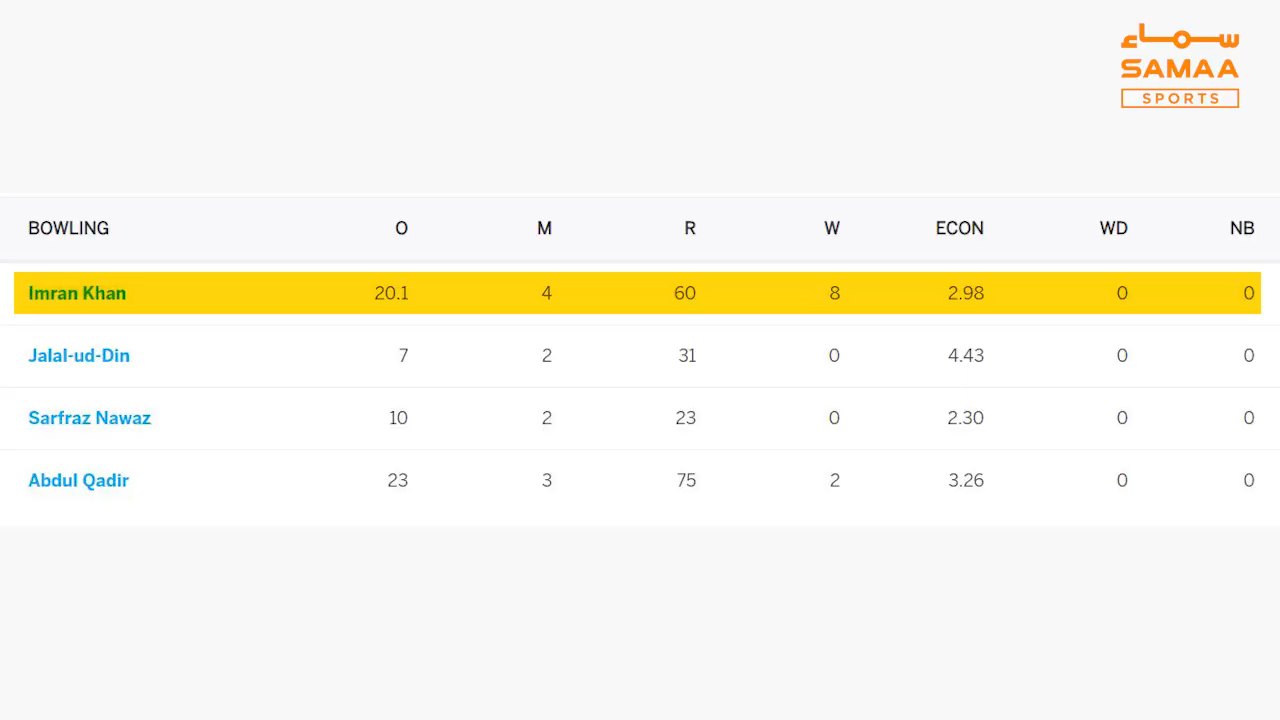 سماء
SAMAA
SPORTS
BOWLING O M R W ECON WD NB
Imran Khan 20.1 4 60 8 2.98 0 0
Jalal-ud-Din 7 2 31 0 4.43 0 0
Sarfraz Nawaz 10 2 23 0 2.30 0 0
Abdul Qadir 23 3 75 2 3.26 0 0